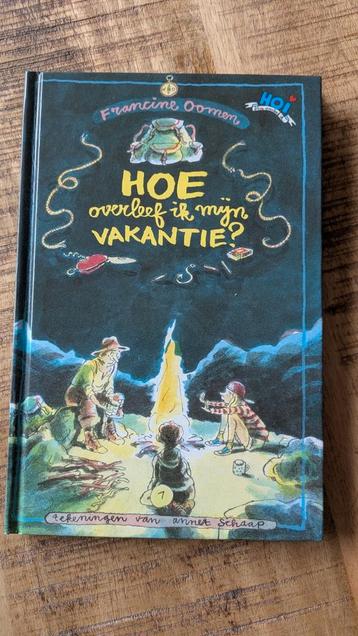 Francine Oomen
HOI
HOE
overleef ik mijn
VAKANTIE?
tekeningen van annet schaap